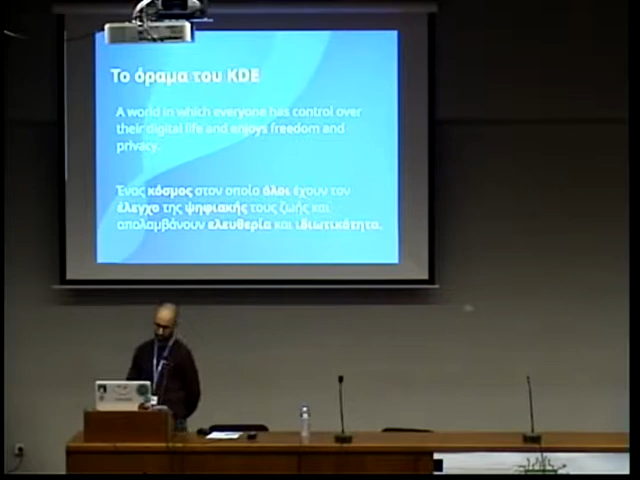 Το όραμα του KDE
A world in which everyone has control over
their digital life and enjoys freedom and
privacy.
Ένας κόσμος στον οποίο όλοι έχουν τον
έλεγχο της ψηφιακής τους ζωής και
απολαμβάνουν ελευθερία και ιδιωτικότητα.